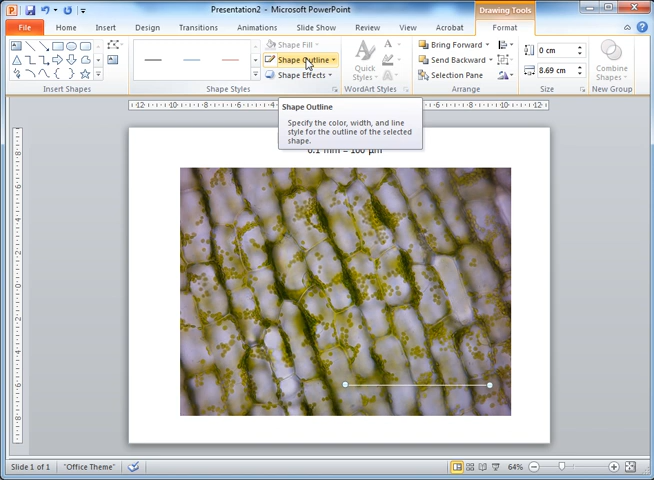 Presentation2 - Microsoft PowerPoint
Drawing Tools
File Home Insert Design Transitions Animations Slide Show Review View Acrobat Format
Shape Fill
Shape Outline
Shape Effects
Insert Shapes
Shape Styles
Quick
Styles
WordArt Styles
Bring Forward
Send Backward
Selection Pane
Arrange
0 cm
8.69 cm
Size
Combine
Shapes
New Group
Shape Outline
Specify the color, width, and line
style for the outline of the selected
shape.
0.1 mm = 100 µm
Slide 1 of 1
"Office Theme"
64%